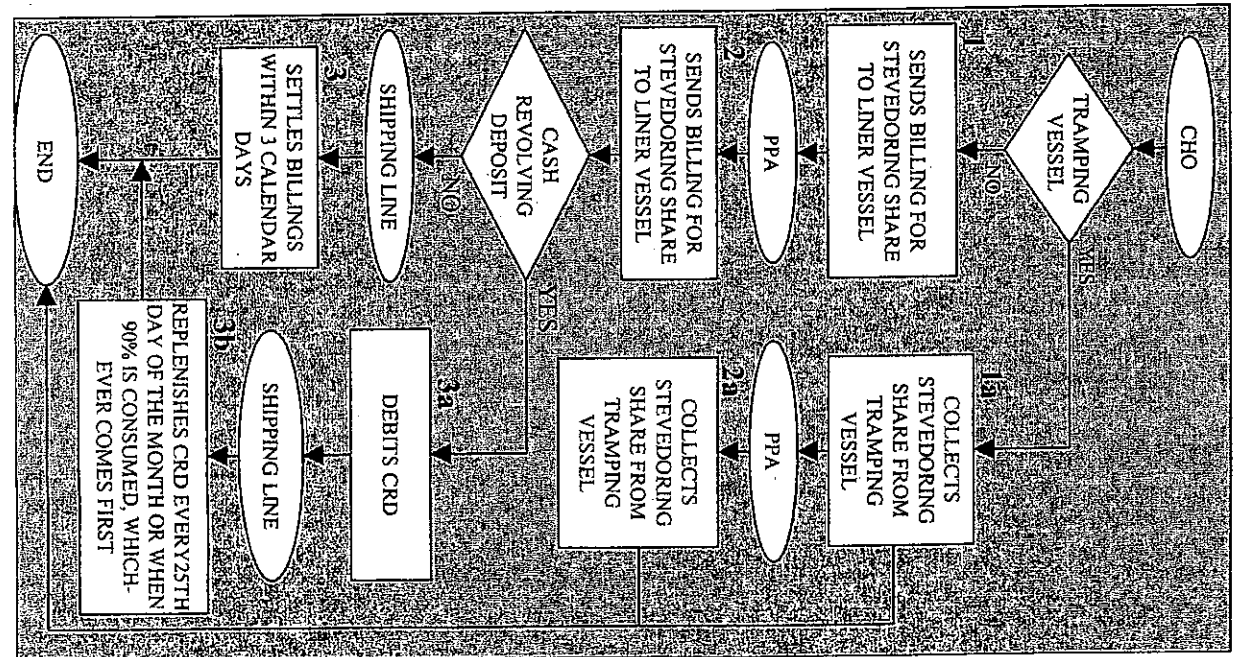 CHO
TRAMPING
VESSEL
YES
NO
1
SENDS BILLING FOR
STEVEDORING SHARE
TO LINER VESSEL
1a
COLLECTS
STEVEDORING
SHARE FROM
TRAMPING
VESSEL
PPA
PPA
2
SENDS BILLING FOR
STEVEDORING SHARE
TO LINER VESSEL
2a
COLLECTS
STEVEDORING
SHARE FROM
TRAMPING
VESSEL
CASH
REVOLVING
DEPOSIT
YES
NO
3a
DEBITS CRD
SHIPPING LINE
SHIPPING LINE
3
SETTLES BILLINGS
WITHIN 3 CALENDAR
DAYS
3b
REPLENISHES CRD EVERY25TH
DAY OF THE MONTH OR WHEN
90% IS CONSUMED, WHICH-
EVER COMES FIRST
END